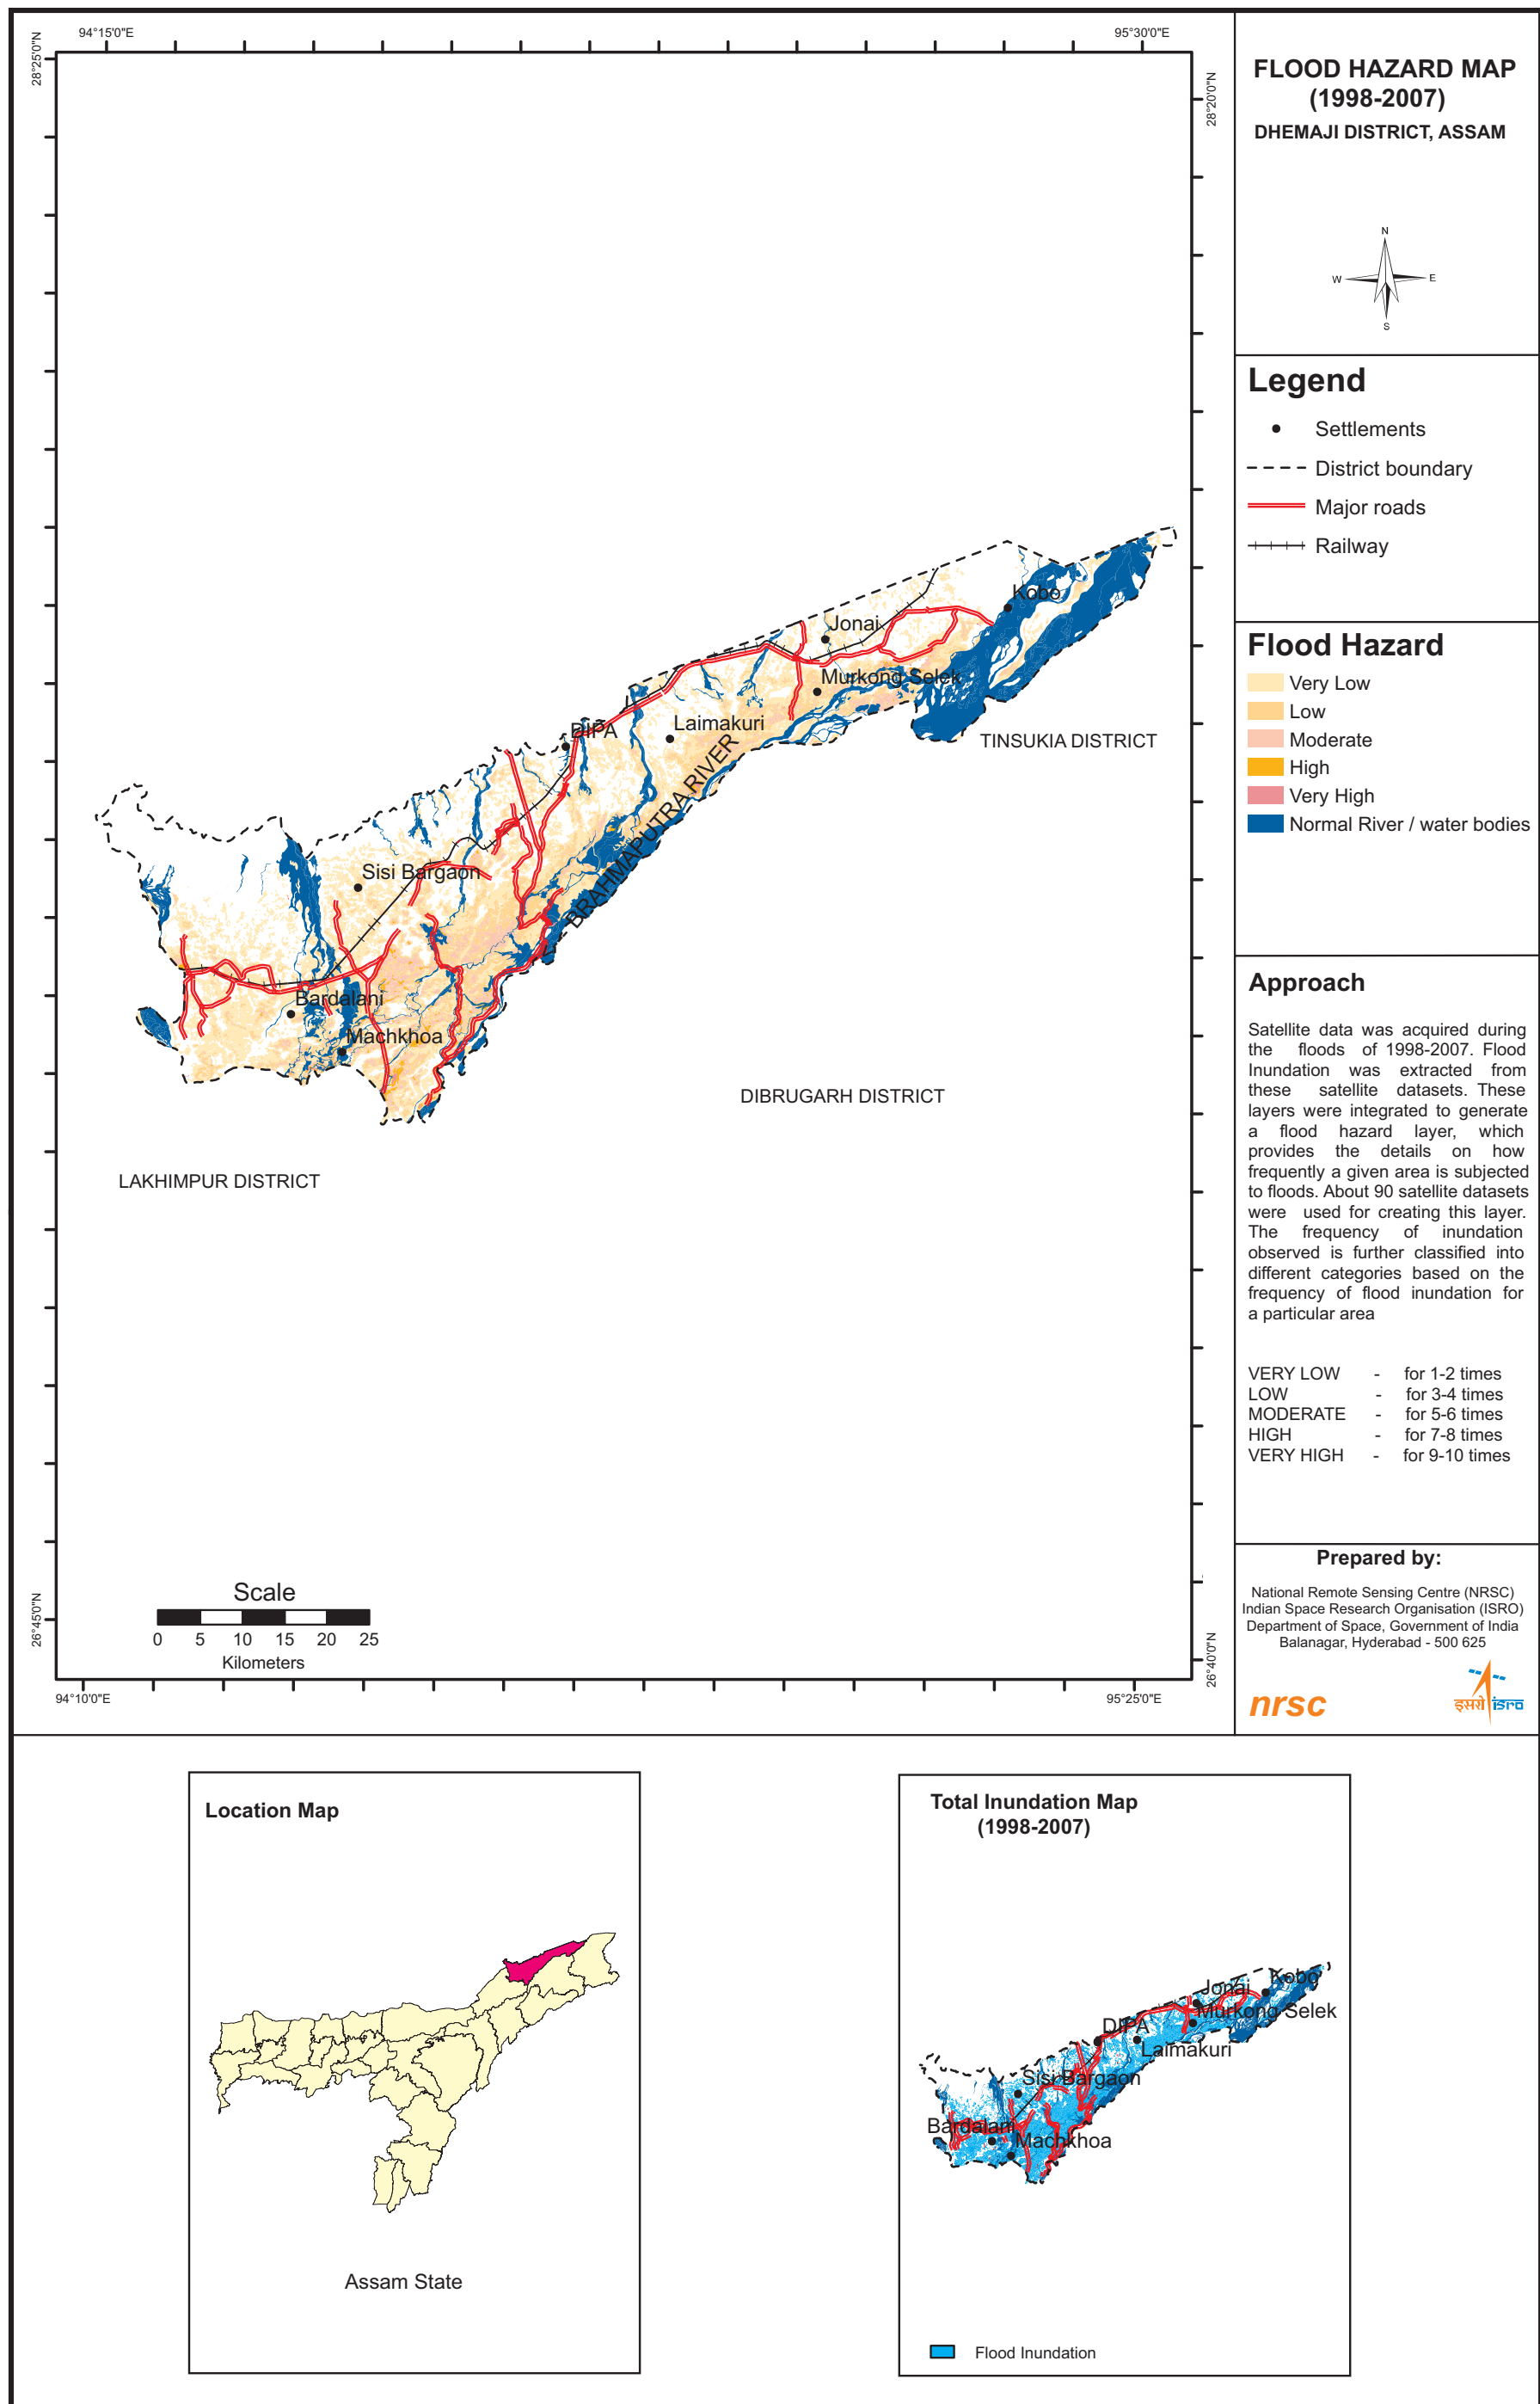 94°15'0"E
95°30'0"E
28°25'0"N
28°20'0"N
Kobo
Jonai
Murkong Selek
DIPA
Laimakuri
TINSUKIA DISTRICT
BRAHMAPUTRA RIVER
Sisi Bargaon
Bardalani
Machkhoa
DIBRUGARH DISTRICT
LAKHIMPUR DISTRICT
Scale
0 5 10 15 20 25
Kilometers
26°45'0"N
26°40'0"N
94°10'0"E
95°25'0"E
FLOOD HAZARD MAP
(1998-2007)
DHEMAJI DISTRICT, ASSAM
N
W
E
S
Legend
Settlements
District boundary
Major roads
Railway
Flood Hazard
Very Low
Low
Moderate
High
Very High
Normal River / water bodies
Approach
Satellite data was acquired during
the floods of 1998-2007. Flood
Inundation was extracted from
these satellite datasets. These
layers were integrated to generate
a flood hazard layer, which
provides the details on how
frequently a given area is subjected
to floods. About 90 satellite datasets
were used for creating this layer.
The frequency of inundation
observed is further classified into
different categories based on the
frequency of flood inundation for
a particular area
VERY LOW - for 1-2 times
LOW - for 3-4 times
MODERATE - for 5-6 times
HIGH - for 7-8 times
VERY HIGH - for 9-10 times
Prepared by:
National Remote Sensing Centre (NRSC)
Indian Space Research Organisation (ISRO)
Department of Space, Government of India
Balanagar, Hyderabad - 500 625
nrsc
इसरो isro
Location Map
Assam State
Total Inundation Map
(1998-2007)
Kobo
Jonai
Murkong Selek
DIPA
Laimakuri
Sisi Bargaon
Bardalani
Machkhoa
Flood Inundation